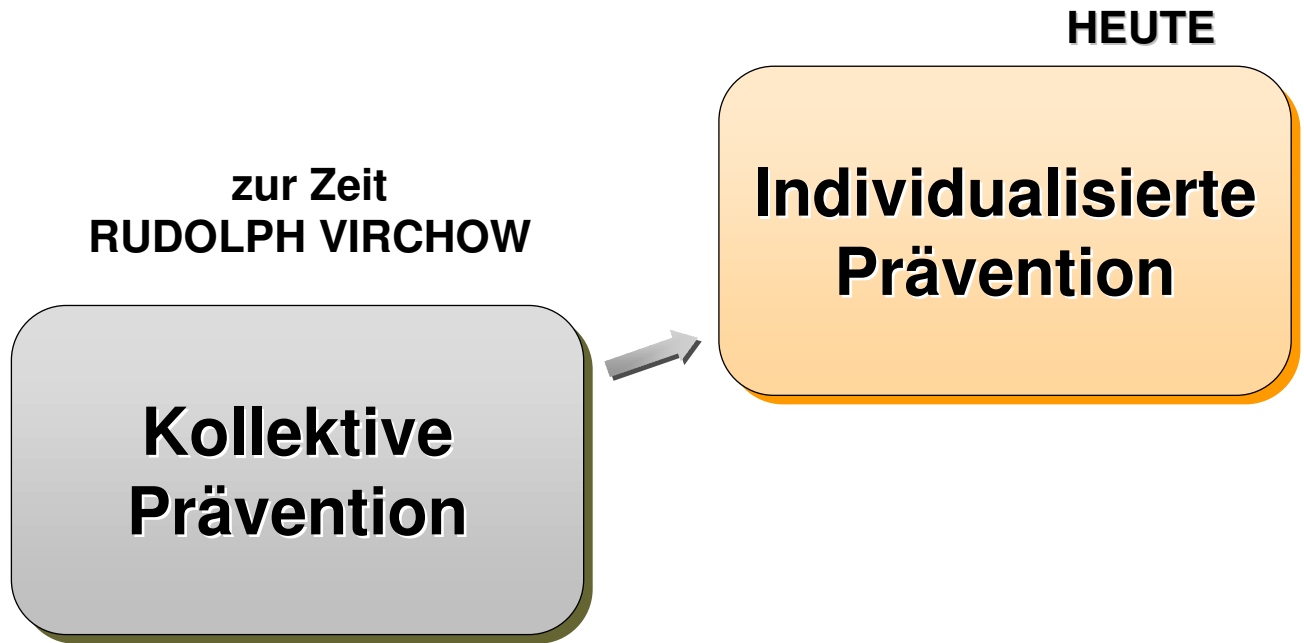 HEUTE
Individualisierte
Prävention
zur Zeit
RUDOLPH VIRCHOW
Kollektive
Prävention